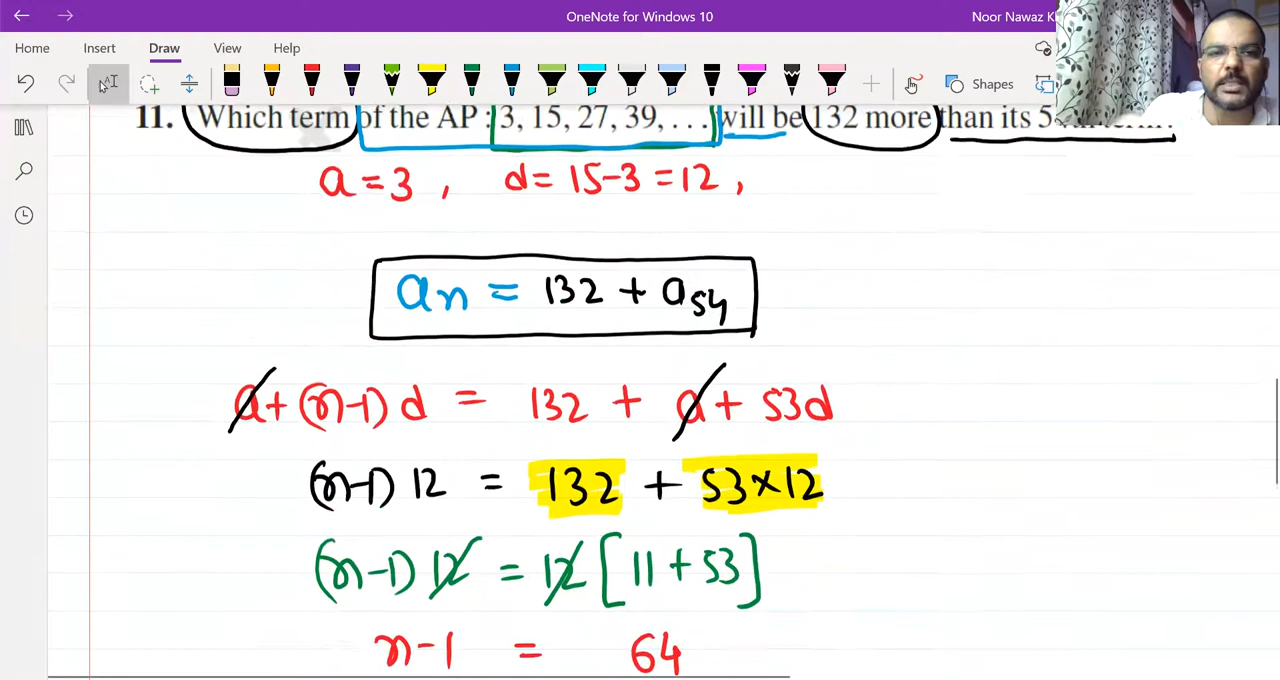 OneNote for Windows 10
Noor Nawaz K
Home Insert Draw View Help
Shapes
11. Which term of the AP : 3, 15, 27, 39, . . . will be 132 more than its 5
a = 3 , d = 15-3 = 12 ,
an = 132 + a54
a + (n-1) d = 132 + a + 53d
(n-1) 12 = 132 + 53×12
(n-1) 12 = 12 [ 11 + 53 ]
n-1 = 64